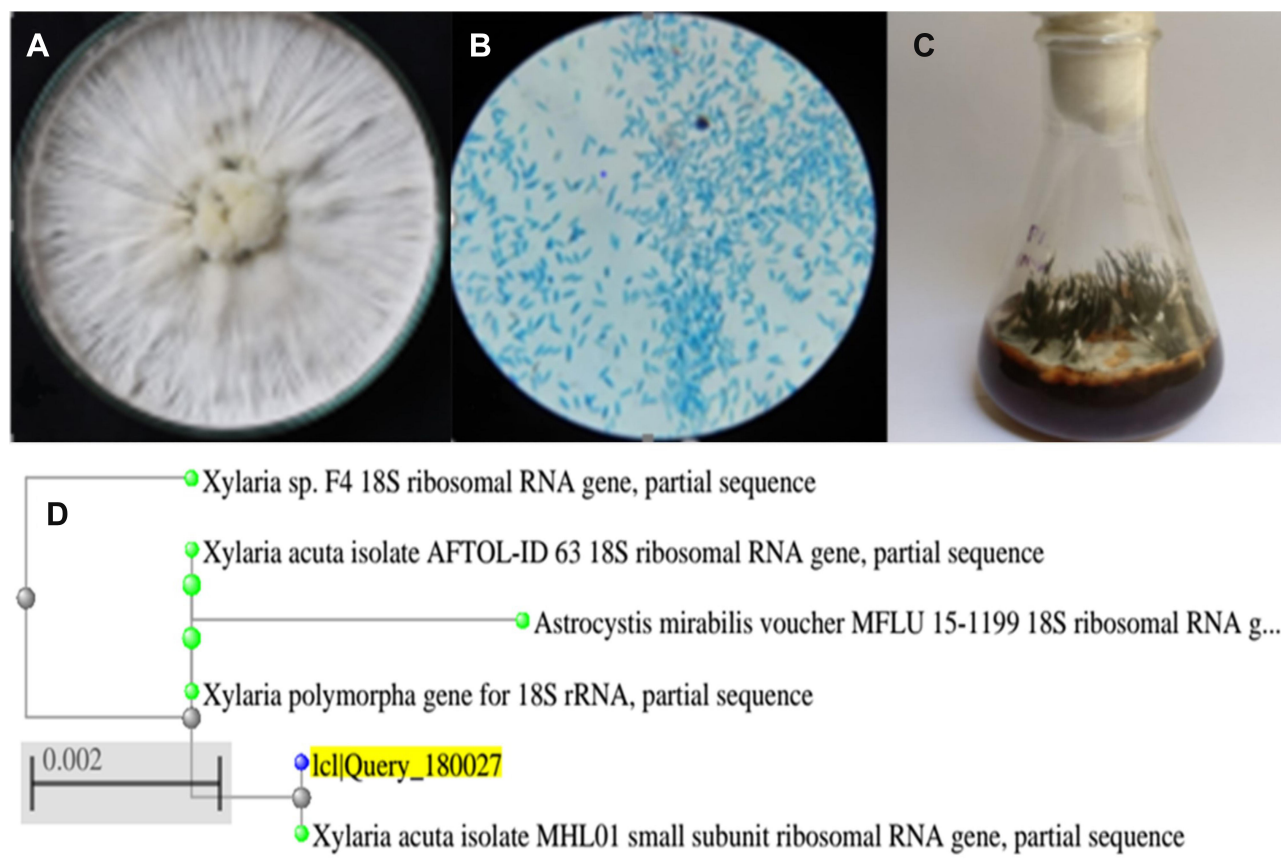 A
B
C
D
Xylaria sp. F4 18S ribosomal RNA gene, partial sequence
Xylaria acuta isolate AFTOL-ID 63 18S ribosomal RNA gene, partial sequence
Astrocystis mirabilis voucher MFLU 15-1199 18S ribosomal RNA g...
Xylaria polymorpha gene for 18S rRNA, partial sequence
0.002
lcl|Query_180027
Xylaria acuta isolate MHL01 small subunit ribosomal RNA gene, partial sequence